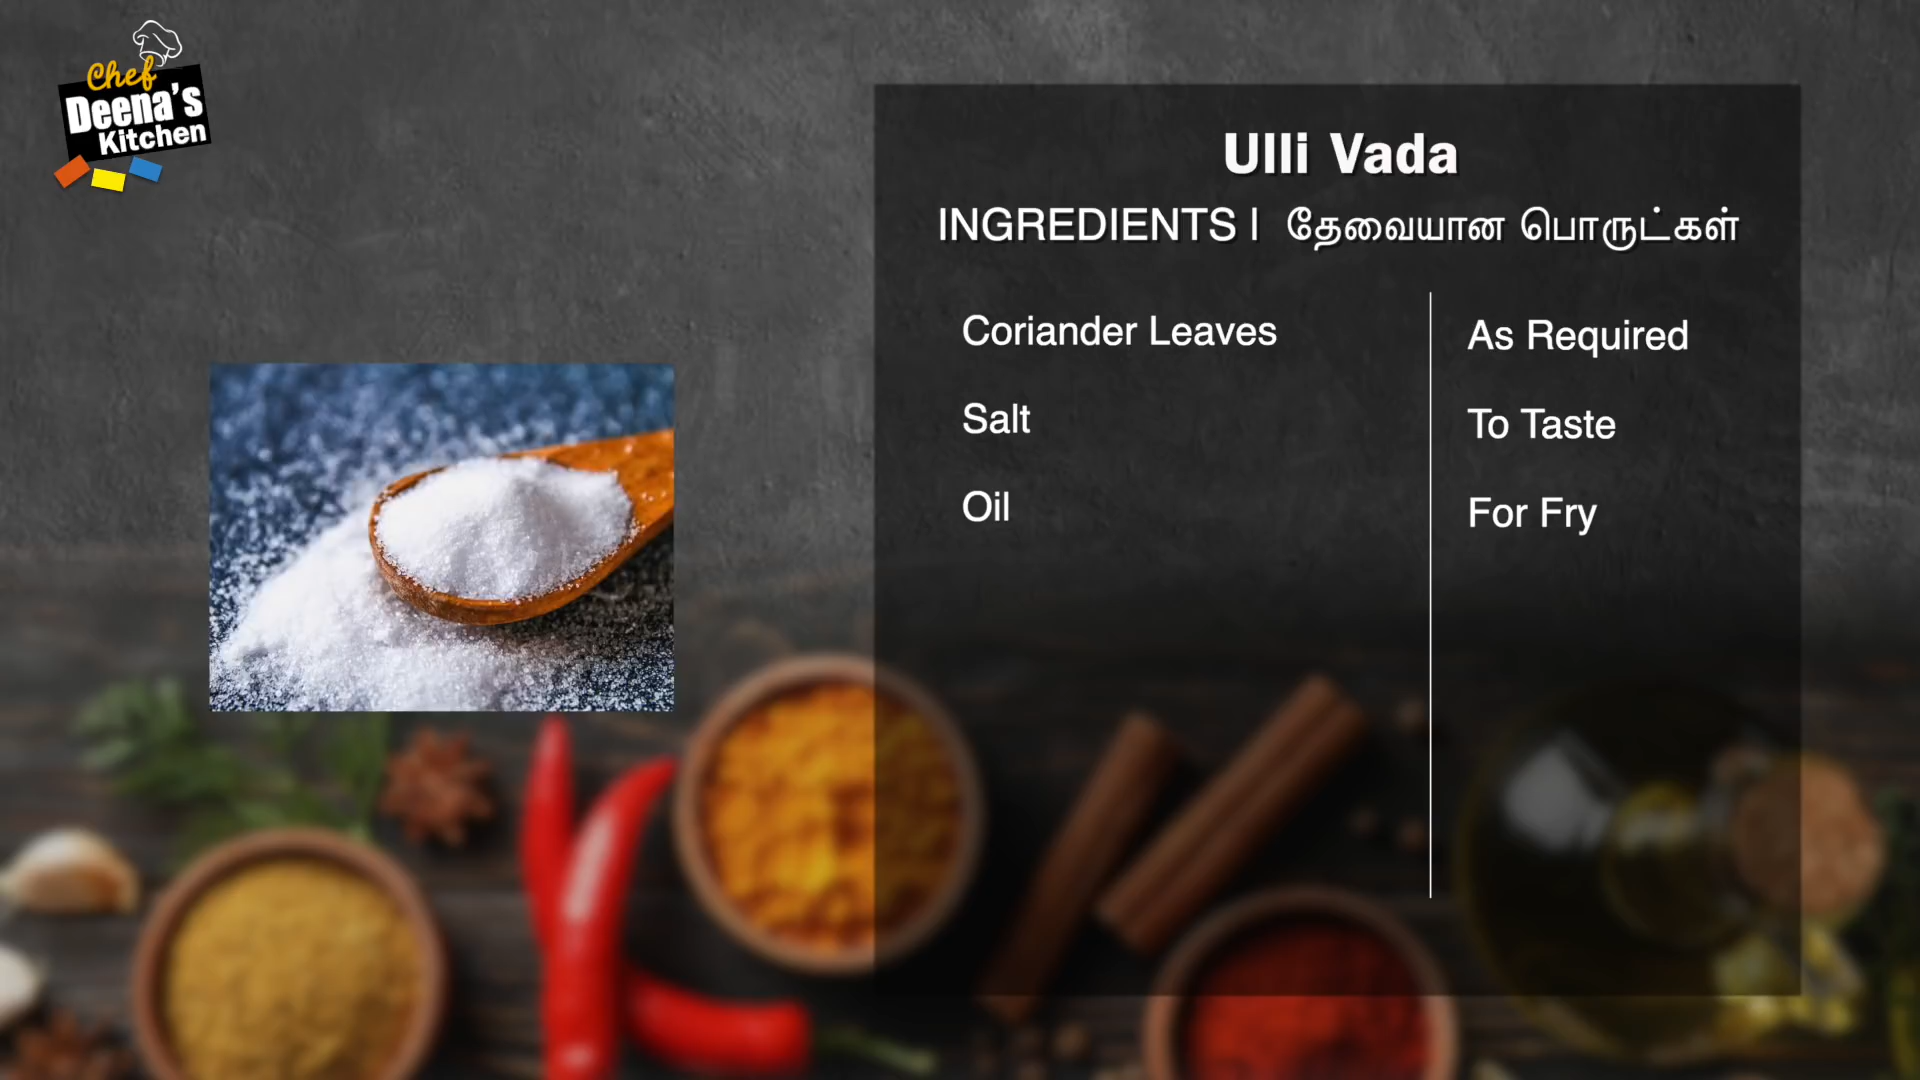 Chef
Deena's
Kitchen
Ulli Vada
INGREDIENTS | தேவையான பொருட்கள்
Coriander Leaves As Required
Salt To Taste
Oil For Fry